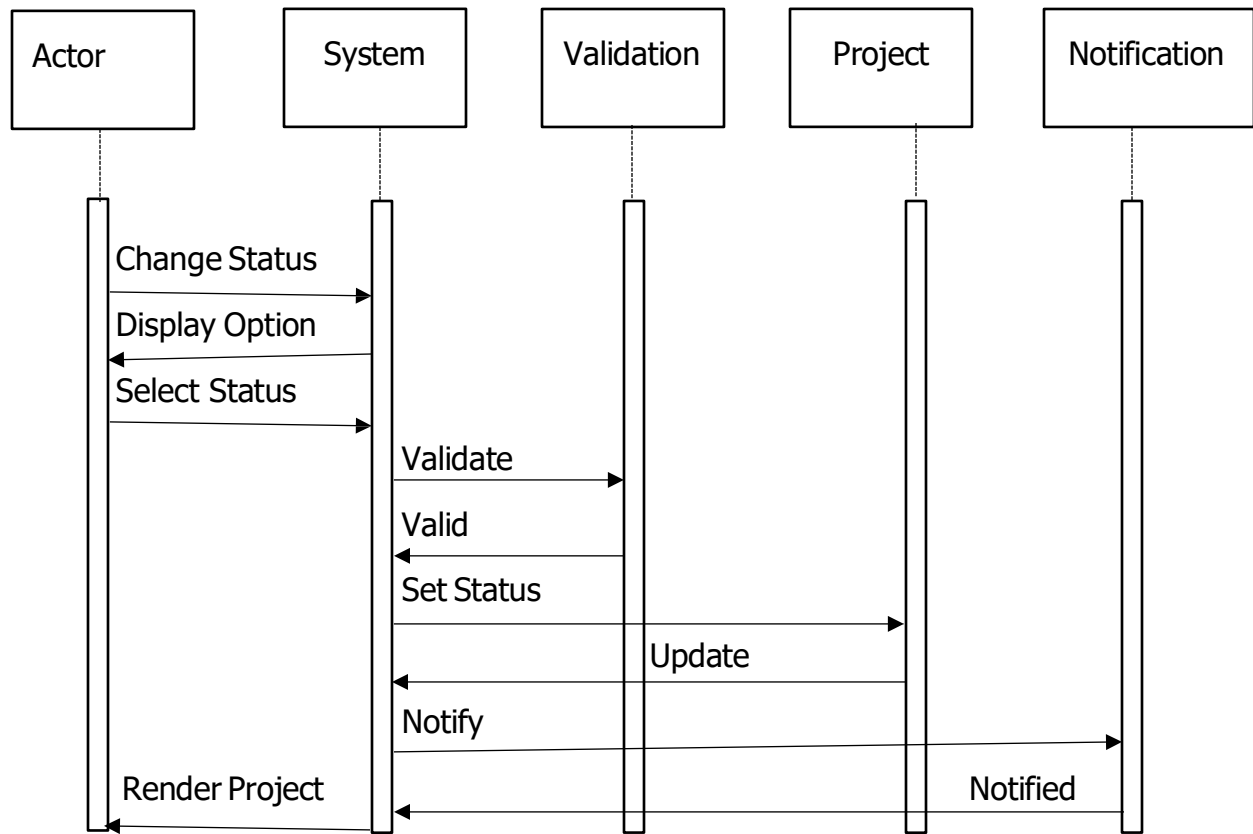 Actor
System
Validation
Project
Notification
Change Status
Display Option
Select Status
Validate
Valid
Set Status
Update
Notify
Render Project
Notified